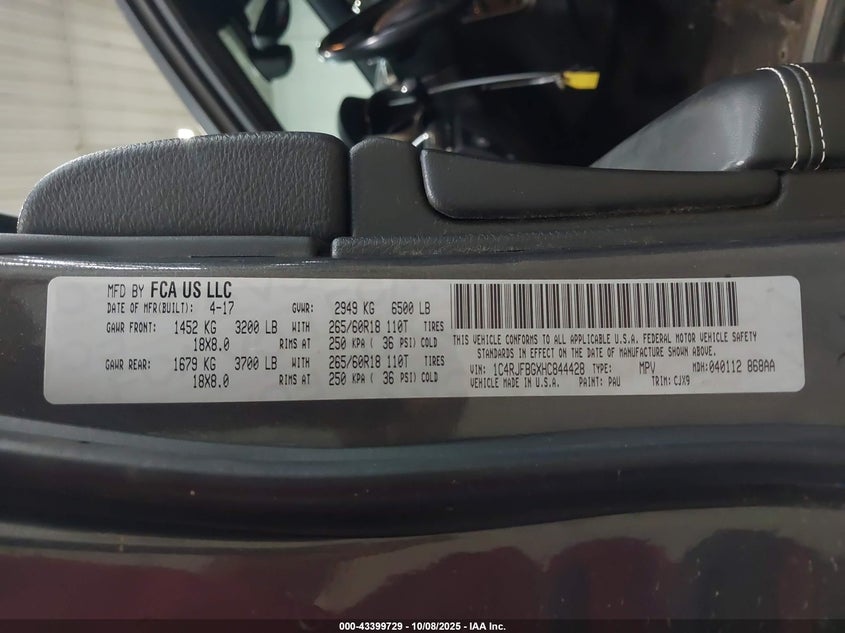 MFD BY FCA US LLC
DATE OF MFR(BUILT): 4-17 GVWR: 2949 KG 6500 LB
GAWR FRONT: 1452 KG 3200 LB WITH 265/60R18 110T TIRES
18X8.0 RIMS AT 250 KPA ( 36 PSI) COLD
GAWR REAR: 1679 KG 3700 LB WITH 265/60R18 110T TIRES
18X8.0 RIMS AT 250 KPA ( 36 PSI) COLD
THIS VEHICLE CONFORMS TO ALL APPLICABLE U.S.A. FEDERAL MOTOR VEHICLE SAFETY
STANDARDS IN EFFECT ON THE DATE OF MANUFACTURE SHOWN ABOVE.
VIN: 1C4RJFBGXHC844428 TYPE: MPV MDH: 040112 868AA
VEHICLE MADE IN U.S.A. PAINT: PAU TRIM: CJX9
000-43399729 - 10/08/2025 - IAA Inc.